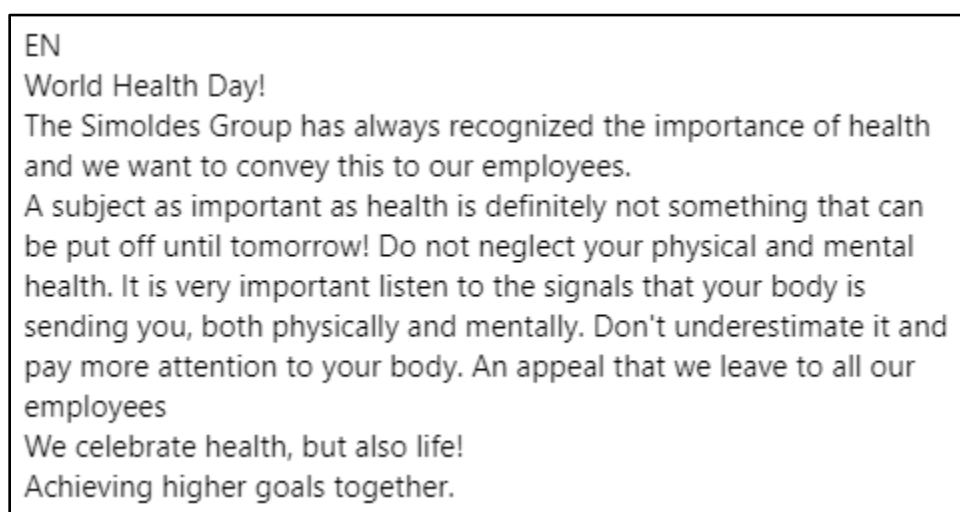 EN
World Health Day!
The Simoldes Group has always recognized the importance of health
and we want to convey this to our employees.
A subject as important as health is definitely not something that can
be put off until tomorrow! Do not neglect your physical and mental
health. It is very important listen to the signals that your body is
sending you, both physically and mentally. Don't underestimate it and
pay more attention to your body. An appeal that we leave to all our
employees
We celebrate health, but also life!
Achieving higher goals together.